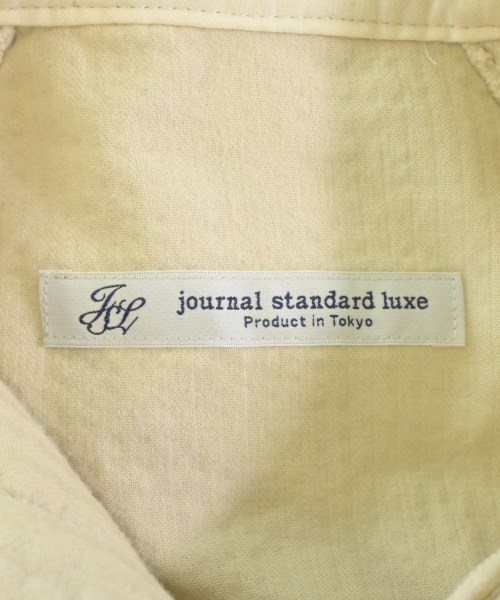 JSL
journal standard luxe
Product in Tokyo